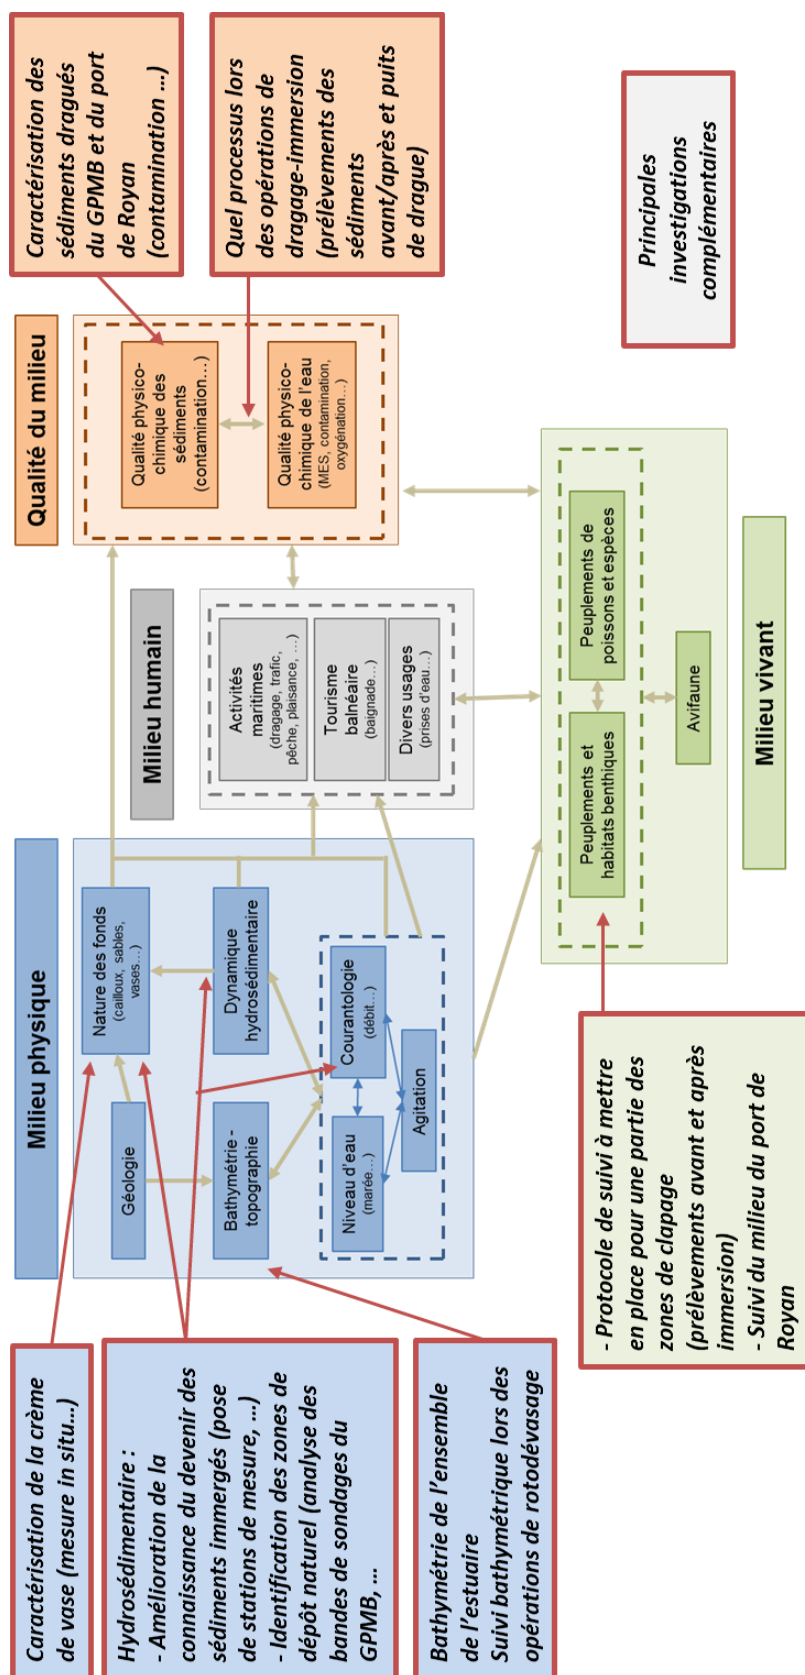 Caractérisation de la crème
de vase (mesure in situ…)
Hydrosédimentaire :
- Amélioration de la
connaissance du devenir des
sédiments immergés (pose
de stations de mesure, …)
- Identification des zones de
dépôt naturel (analyse des
bandes de sondages du
GPMB, …
Bathymétrie de l’ensemble
de l’estuaire
Suivi bathymétrique lors des
opérations de rotodévasage
Milieu physique
Géologie
Nature des fonds
(cailloux, sables,
vases…)
Bathymétrie -
topographie
Dynamique
hydrosédimentaire
Niveau d’eau
(marée…)
Courantologie
(débit…)
Agitation
Milieu humain
Activités
maritimes
(dragage, trafic,
pêche, plaisance, …)
Tourisme
balnéaire
(baignade…)
Divers usages
(prises d’eau…)
Qualité du milieu
Qualité physico-
chimique des
sédiments
(contamination…)
Qualité physico-
chimique de l’eau
(MES, contamination,
oxygénation…)
Caractérisation des
sédiments dragués
du GPMB et du port
de Royan
(contamination …)
Quel processus lors
des opérations de
dragage-immersion
(prélèvements des
sédiments
avant/après et puits
de drague)
- Protocole de suivi à mettre
en place pour une partie des
zones de clapage
(prélèvements avant et après
immersion)
- Suivi du milieu du port de
Royan
Peuplements et
habitats benthiques
Peuplements de
poissons et espèces
Avifaune
Milieu vivant
Principales
investigations
complémentaires